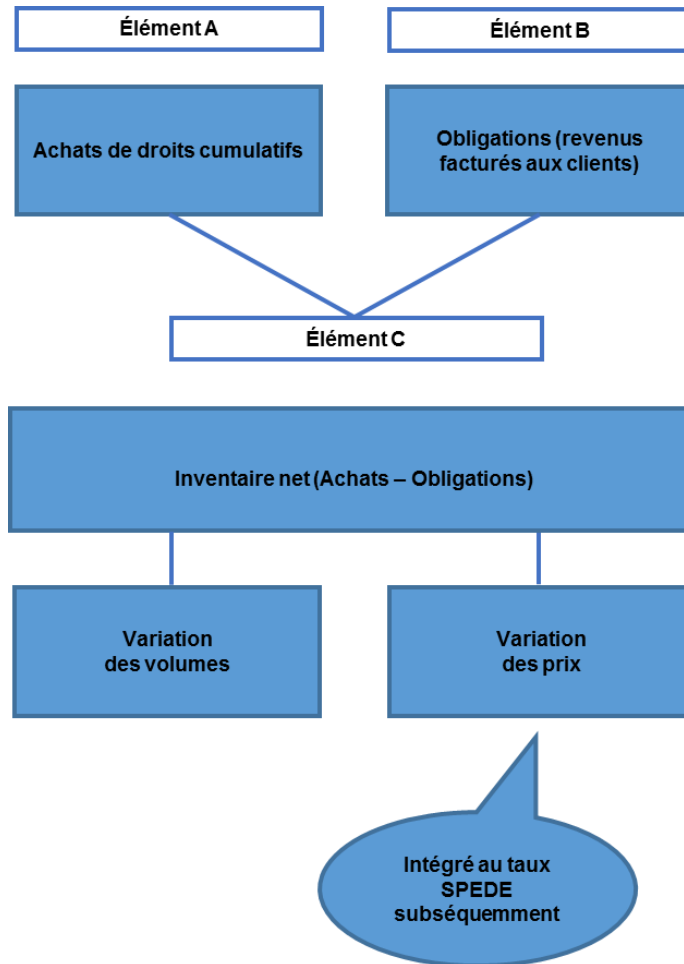 Élément A
Élément B
Achats de droits cumulatifs
Obligations (revenus
facturés aux clients)
Élément C
Inventaire net (Achats – Obligations)
Variation
des volumes
Variation
des prix
Intégré au taux
SPEDE
subséquemment